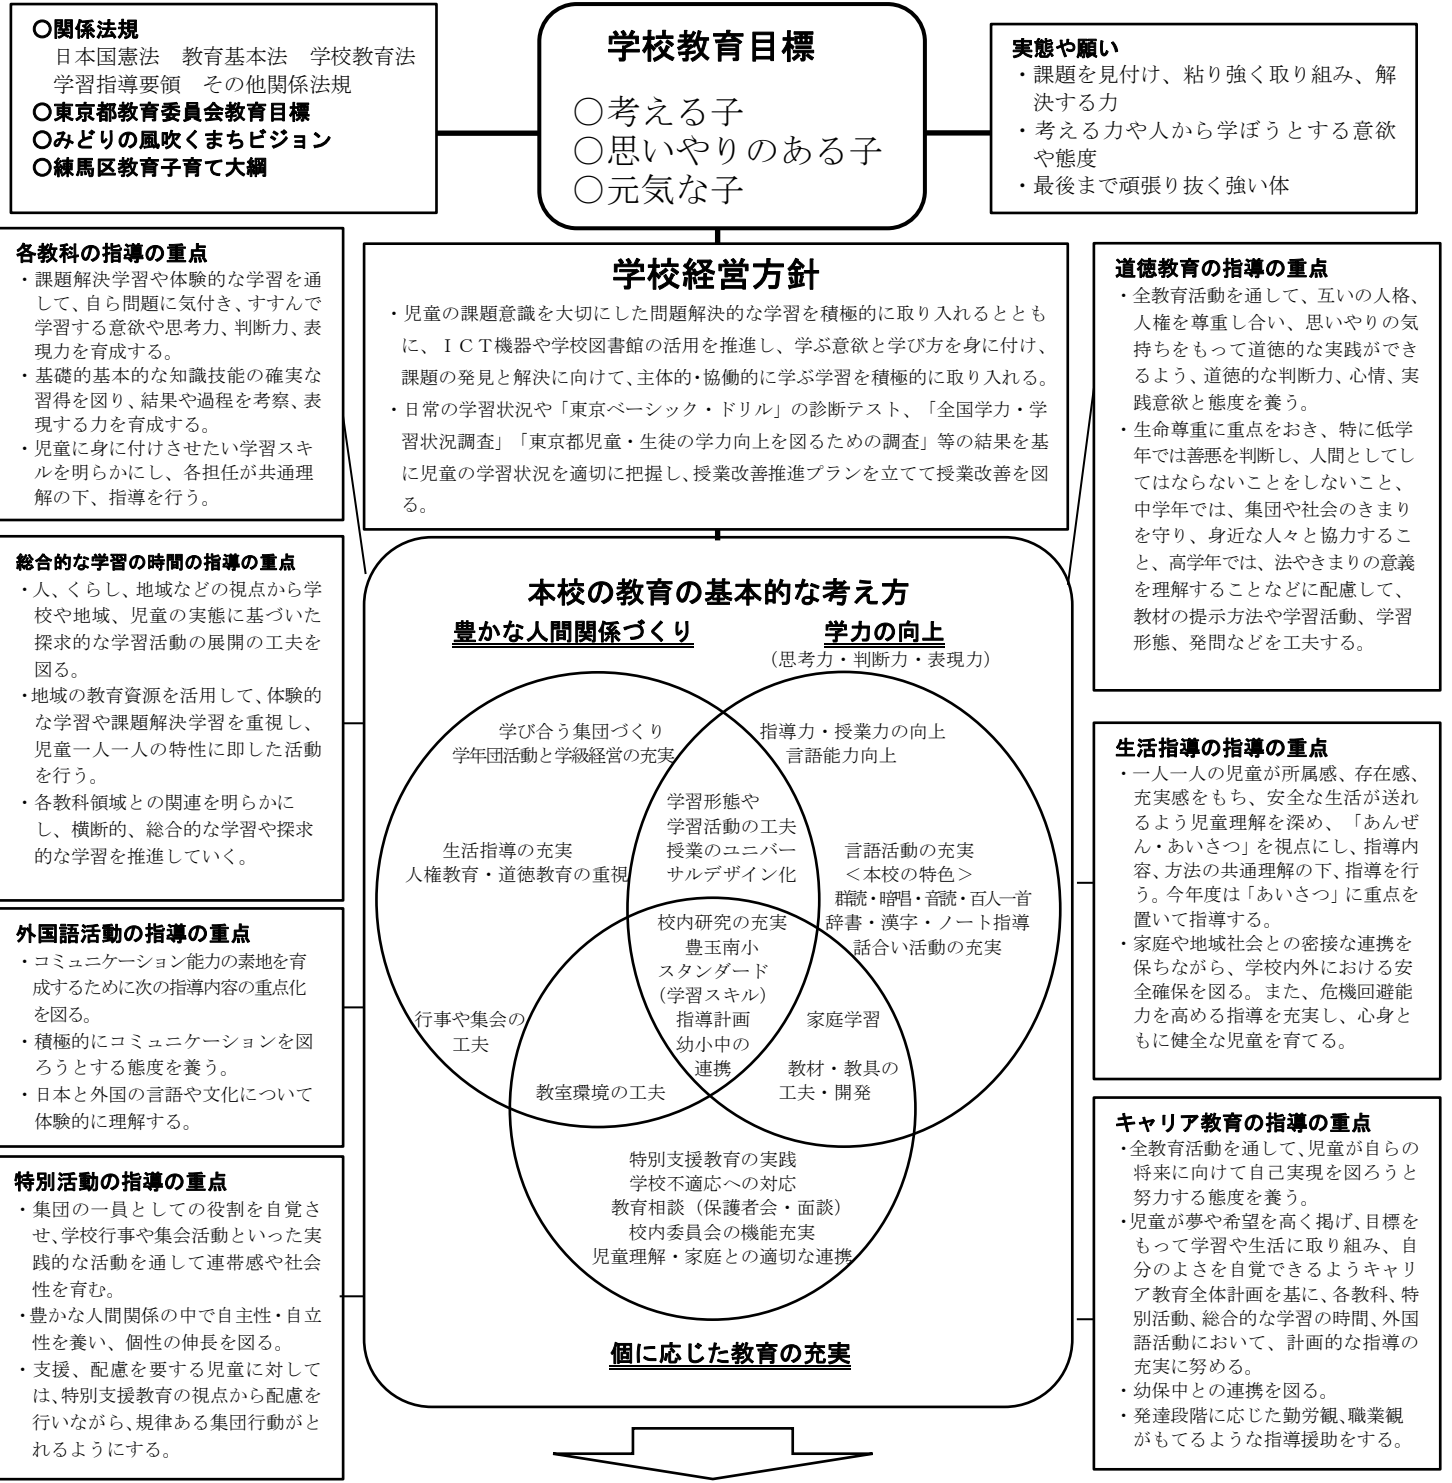 〇関係法規
日本国憲法　教育基本法　学校教育法
学習指導要領　その他関係法規
〇東京都教育委員会教育目標
〇みどりの風吹くまちビジョン
〇練馬区教育子育て大綱
学校教育目標
〇考える子
〇思いやりのある子
〇元気な子
実態や願い
・課題を見付け、粘り強く取り組み、解
決する力
・考える力や人から学ぼうとする意欲
や態度
・最後まで頑張り抜く強い体
各教科の指導の重点
・課題解決学習や体験的な学習を通
して、自ら問題に気付き、すすんで
学習する意欲や思考力、判断力、表
現力を育成する。
・基礎的基本的な知識技能の確実な
習得を図り、結果や過程を考察、表
現する力を育成する。
・児童に身に付けさせたい学習スキ
ルを明らかにし、各担任が共通理
解の下、指導を行う。
学校経営方針
・児童の課題意識を大切にした問題解決的な学習を積極的に取り入れるととも
に、ＩＣＴ機器や学校図書館の活用を推進し、学ぶ意欲と学び方を身に付け、
課題の発見と解決に向けて、主体的・協働的に学ぶ学習を積極的に取り入れる。
・日常の学習状況や「東京ベーシック・ドリル」の診断テスト、「全国学力・学
習状況調査」「東京都児童・生徒の学力向上を図るための調査」等の結果を基
に児童の学習状況を適切に把握し、授業改善推進プランを立てて授業改善を図
る。
道徳教育の指導の重点
・全教育活動を通して、互いの人格、
人権を尊重し合い、思いやりの気
持ちをもって道徳的な実践ができ
るよう、道徳的な判断力、心情、実
践意欲と態度を養う。
・生命尊重に重点をおき、特に低学
年では善悪を判断し、人間としてし
てはならないことをしないこと、
中学年では、集団や社会のきまり
を守り、身近な人々と協力するこ
と、高学年では、法やきまりの意義
を理解することなどに配慮して、
教材の提示方法や学習活動、学習
形態、発問などを工夫する。
総合的な学習の時間の指導の重点
・人、くらし、地域などの視点から学
校や地域、児童の実態に基づいた
探求的な学習活動の展開の工夫を
図る。
・地域の教育資源を活用して、体験的
な学習や課題解決学習を重視し、
児童一人一人の特性に即した活動
を行う。
・各教科領域との関連を明らかに
し、横断的、総合的な学習や探求
的な学習を推進していく。
外国語活動の指導の重点
・コミュニケーション能力の素地を育
成するために次の指導内容の重点化
を図る。
・積極的にコミュニケーションを図
ろうとする態度を養う。
・日本と外国の言語や文化について
体験的に理解する。
特別活動の指導の重点
・集団の一員としての役割を自覚さ
せ、学校行事や集会活動といった実
践的な活動を通して連帯感や社会
性を育む。
・豊かな人間関係の中で自主性・自立
性を養い、個性の伸長を図る。
・支援、配慮を要する児童に対して
は、特別支援教育の視点から配慮を
行いながら、規律ある集団行動がと
れるようにする。
本校の教育の基本的な考え方
豊かな人間関係づくり
学力の向上
（思考力・判断力・表現力）
学び合う集団づくり
学年団活動と学級経営の充実
指導力・授業力の向上
言語能力向上
学習形態や
学習活動の工夫
授業のユニバー
サルデザイン化
生活指導の充実
人権教育・道徳教育の重視
言語活動の充実
＜本校の特色＞
群読・暗唱・音読・百人一首
辞書・漢字・ノート指導
話合い活動の充実
校内研究の充実
豊玉南小
スタンダード
（学習スキル）
指導計画
幼小中の
連携
行事や集会の
工夫
家庭学習
教室環境の工夫
教材・教具の
工夫・開発
特別支援教育の実践
学校不適応への対応
教育相談（保護者会・面談）
校内委員会の機能充実
児童理解・家庭との適切な連携
個に応じた教育の充実
生活指導の指導の重点
・一人一人の児童が所属感、存在感、
充実感をもち、安全な生活が送れ
るよう児童理解を深め、「あんぜ
ん・あいさつ」を視点にし、指導内
容、方法の共通理解の下、指導を行
う。今年度は「あいさつ」に重点を
置いて指導する。
・家庭や地域社会との密接な連携を
保ちながら、学校内外における安
全確保を図る。また、危機回避能
力を高める指導を充実し、心身と
もに健全な児童を育てる。
キャリア教育の指導の重点
・全教育活動を通して、児童が自らの
将来に向けて自己実現を図ろうと
努力する態度を養う。
・児童が夢や希望を高く掲げ、目標を
もって学習や生活に取り組み、自
分のよさを自覚できるようキャリ
ア教育全体計画を基に、各教科、特
別活動、総合的な学習の時間、外国
語活動において、計画的な指導の
充実に努める。
・幼保中との連携を図る。
・発達段階に応じた勤労観、職業観
がもてるような指導援助をする。